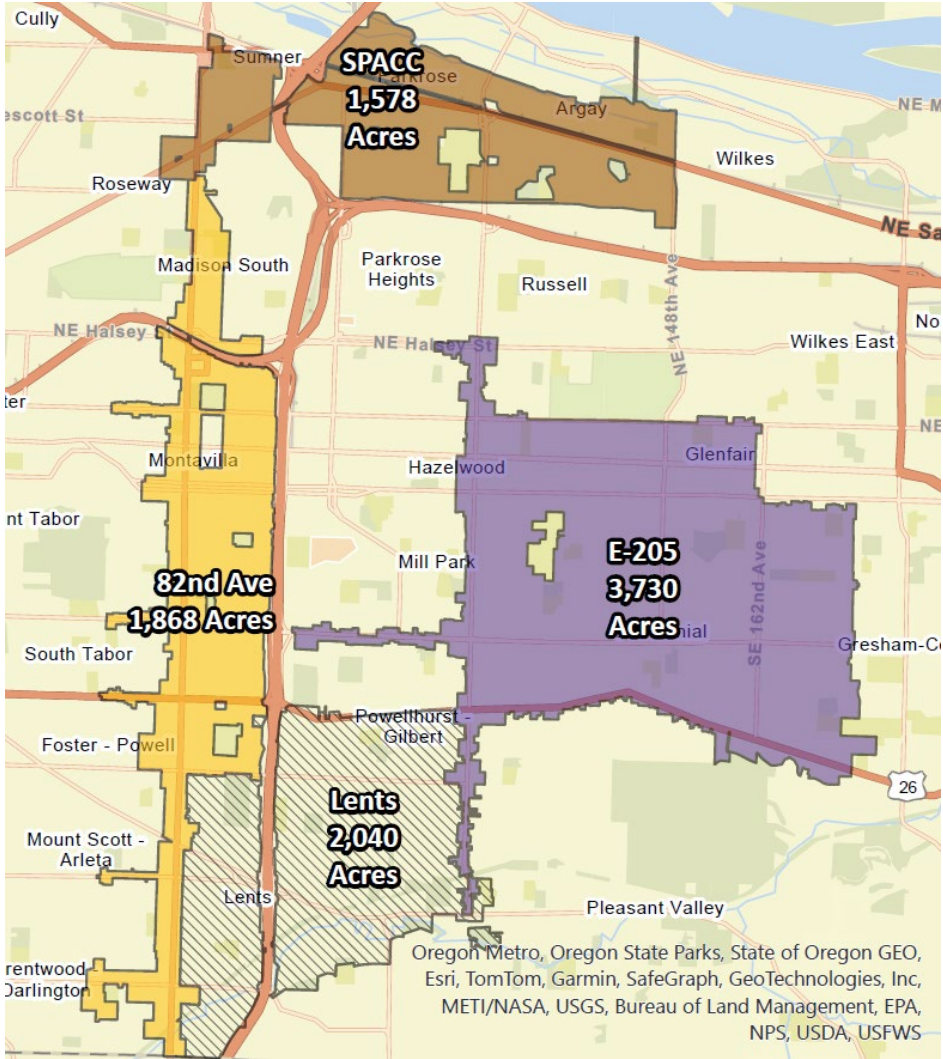 Cully
Sumner
SPACC
1,578
Acres
Parkrose
Argay
NE M
escott St
Wilkes
Roseway
NE Sa
Madison South
Parkrose
Heights
Russell
NE 148th Ave
No
NE Halsey
NE Halsey St
Wilkes East
ter
NE
Montavilla
Hazelwood
Glenfair
nt Tabor
Mill Park
E-205
3,730
Acres
82nd Ave
1,868 Acres
nial
SE 162nd Ave
South Tabor
Gresham-Ce
Powellhurst -
Gilbert
Foster - Powell
26
Lents
2,040
Acres
Mount Scott -
Arleta
Lents
Pleasant Valley
rentwood
Darlington
Oregon Metro, Oregon State Parks, State of Oregon GEO,
Esri, TomTom, Garmin, SafeGraph, GeoTechnologies, Inc,
METI/NASA, USGS, Bureau of Land Management, EPA,
NPS, USDA, USFWS